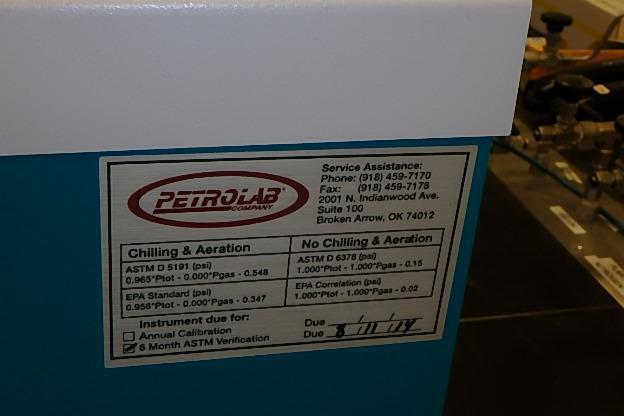 PETROLAB
COMPANY
Service Assistance:
Phone: (918) 459-7170
Fax: (918) 459-7178
2001 N. Indianwood Ave.
Suite 100
Broken Arrow, OK 74012
Chilling & Aeration
ASTM D 5191 (psi)
0.965*Ptot - 0.000*Pgas - 0.548
EPA Standard (psi)
0.956*Ptot - 0.000*Pgas - 0.347
No Chilling & Aeration
ASTM D 6378 (psi)
1.000*Ptot - 1.000*Pgas - 0.15
EPA Correlation (psi)
1.000*Ptot - 1.000*Pgas - 0.02
Instrument due for:
Annual Calibration Due / /
6 Month ASTM Verification Due 8 / 11 / 14